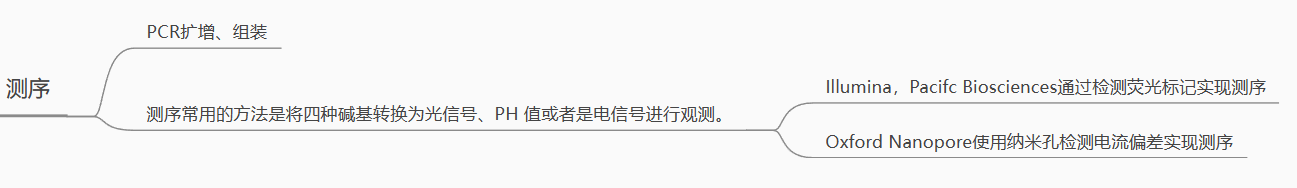 测序
PCR扩增、组装
测序常用的方法是将四种碱基转换为光信号、PH 值或者是电信号进行观测。
Illumina，Pacifc Biosciences通过检测荧光标记实现测序
Oxford Nanopore使用纳米孔检测电流偏差实现测序